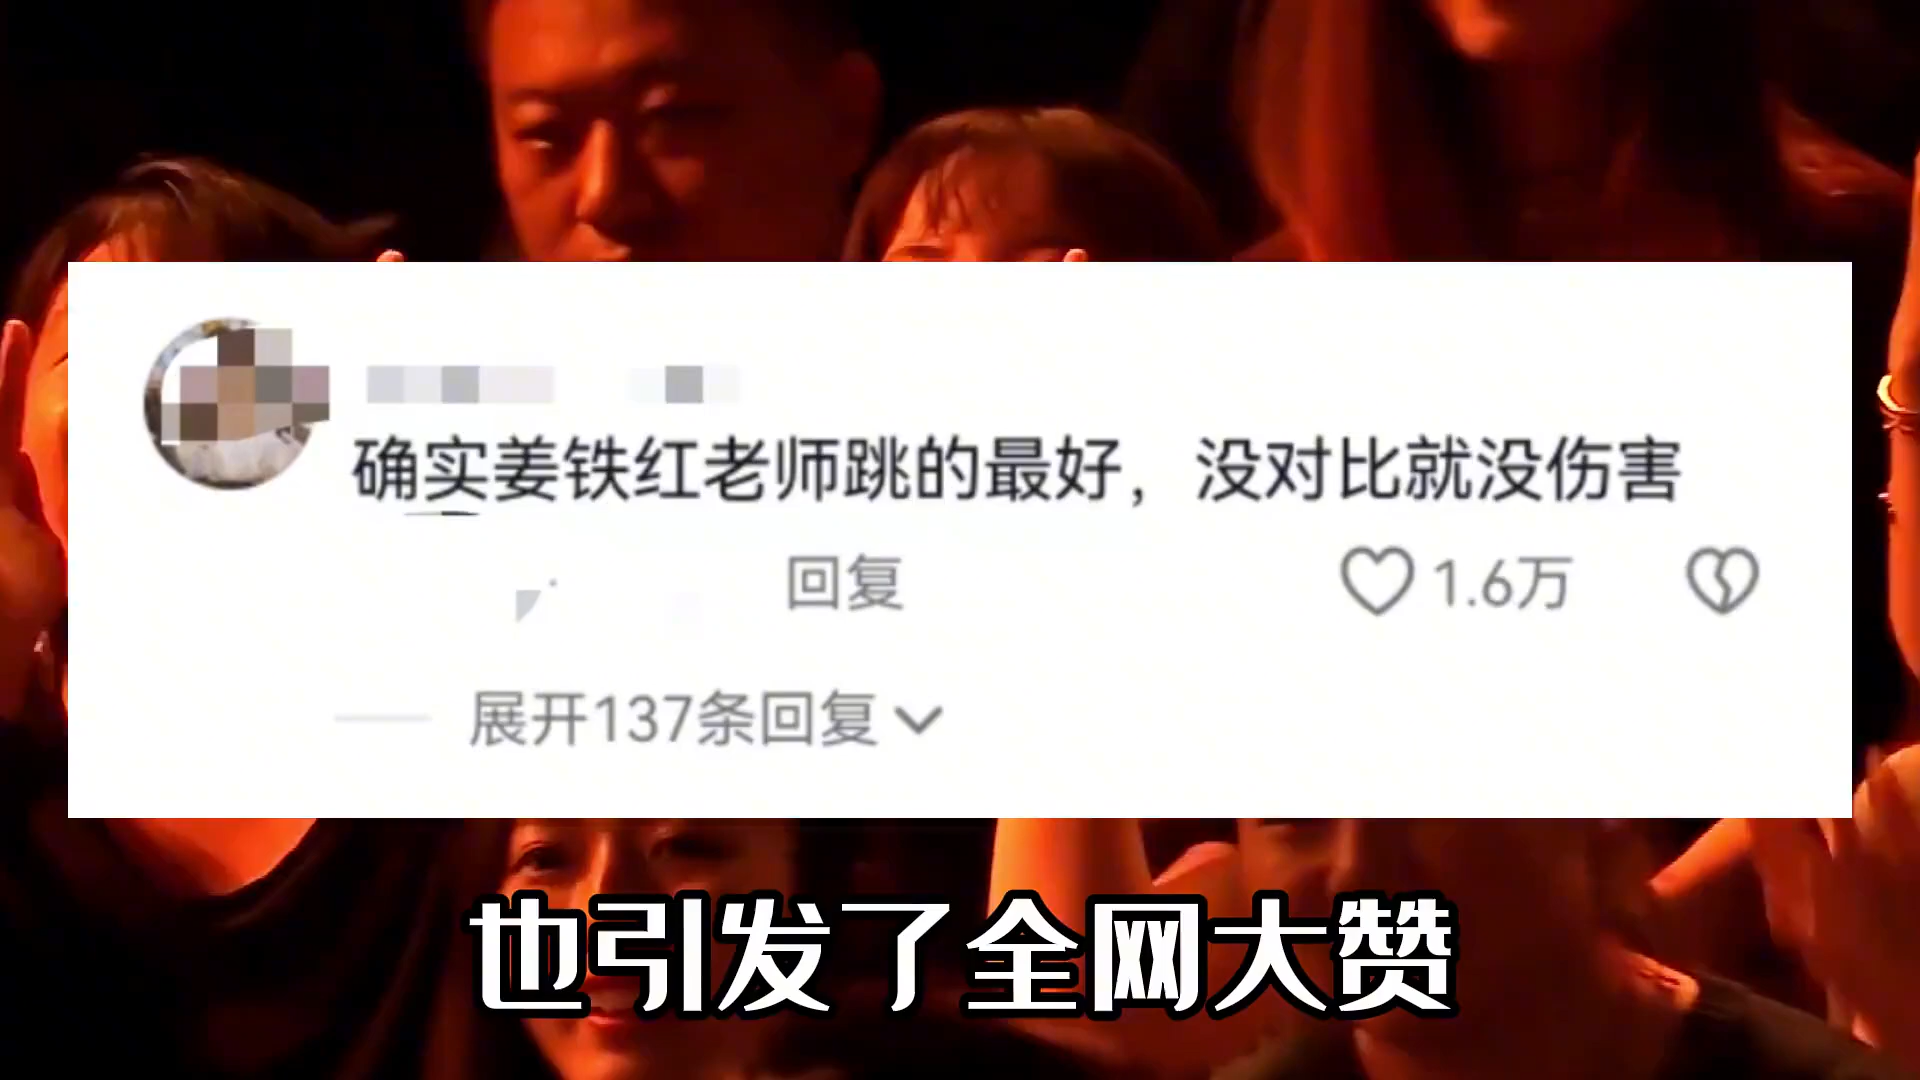 确实姜铁红老师跳的最好，没对比就没伤害
回复 1.6万
展开137条回复
也引发了全网大赞